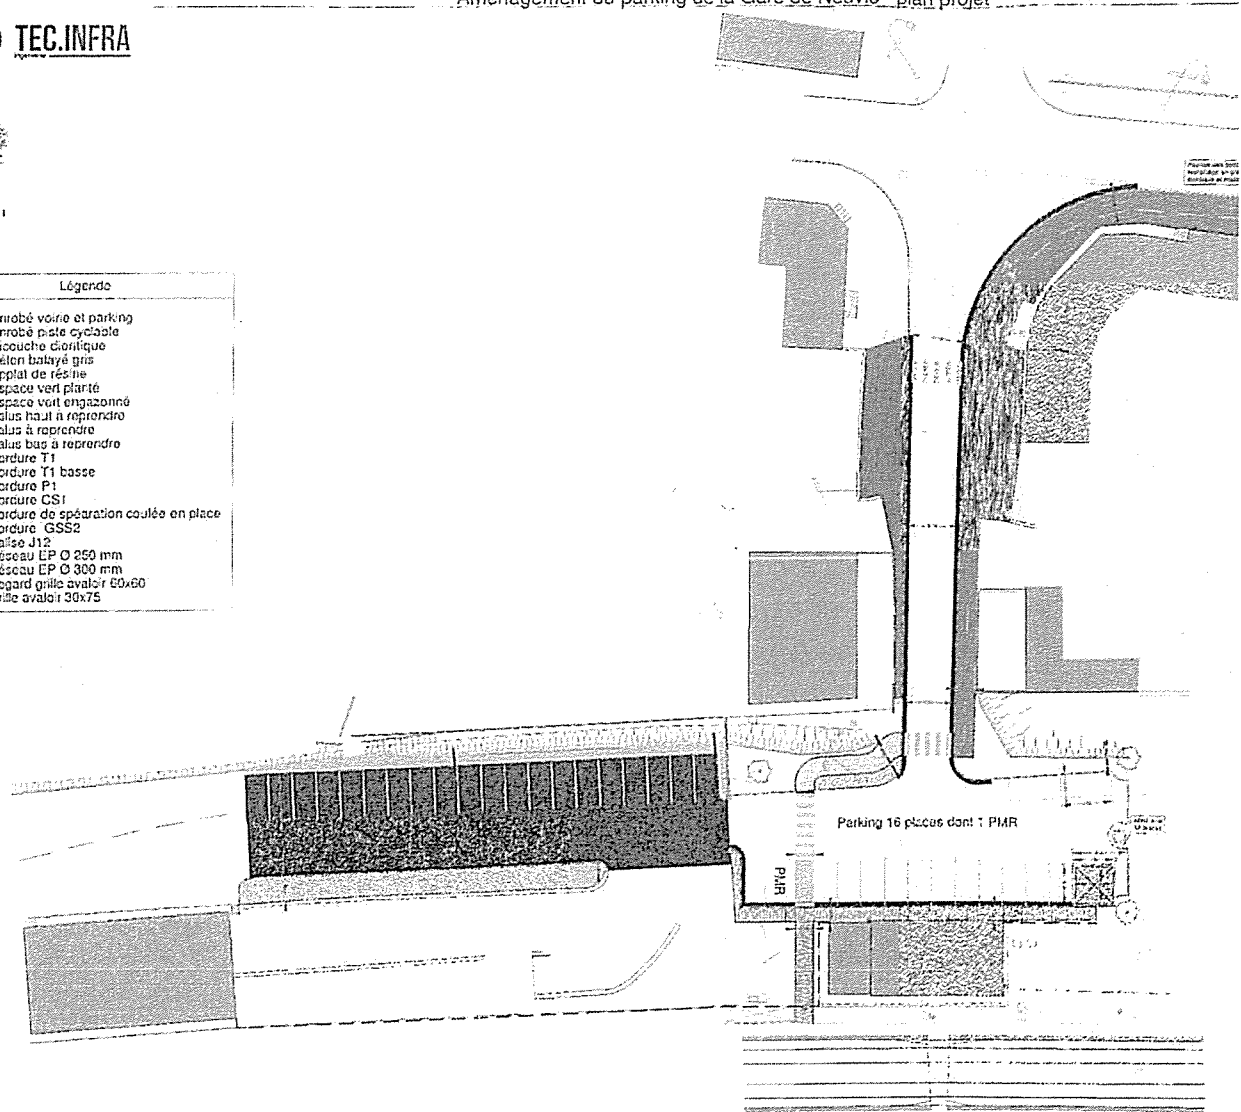 Aménagement du parking de la Gare de Neuvic - plan projet
TEC.INFRA
Légende
nrobé voirie et parking
nrobé piste cyclable
icouche dioritique
éton balayé gris
pplat de résine
space vert planté
space vert engazonné
alus haut à reprendre
alus à reprendre
alus bas à reprendre
ordure T1
ordure T1 basse
ordure P1
ordure CS1
ordure de spéaration coulée en place
ordure GSS2
alise J12
éseau EP Ø 250 mm
éseau EP Ø 300 mm
egard grille avaloir 60x60
rille avaloir 30x75
Parking 16 places dont 1 PMR
PMR